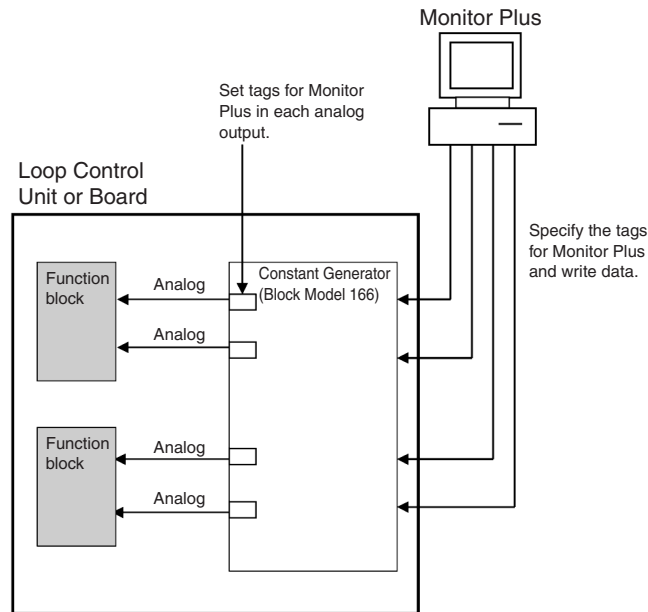 Monitor Plus
Set tags for Monitor
Plus in each analog
output.
Loop Control
Unit or Board
Specify the tags
for Monitor Plus
and write data.
Function
block
Analog
Constant Generator
(Block Model 166)
Analog
Function
block
Analog
Analog